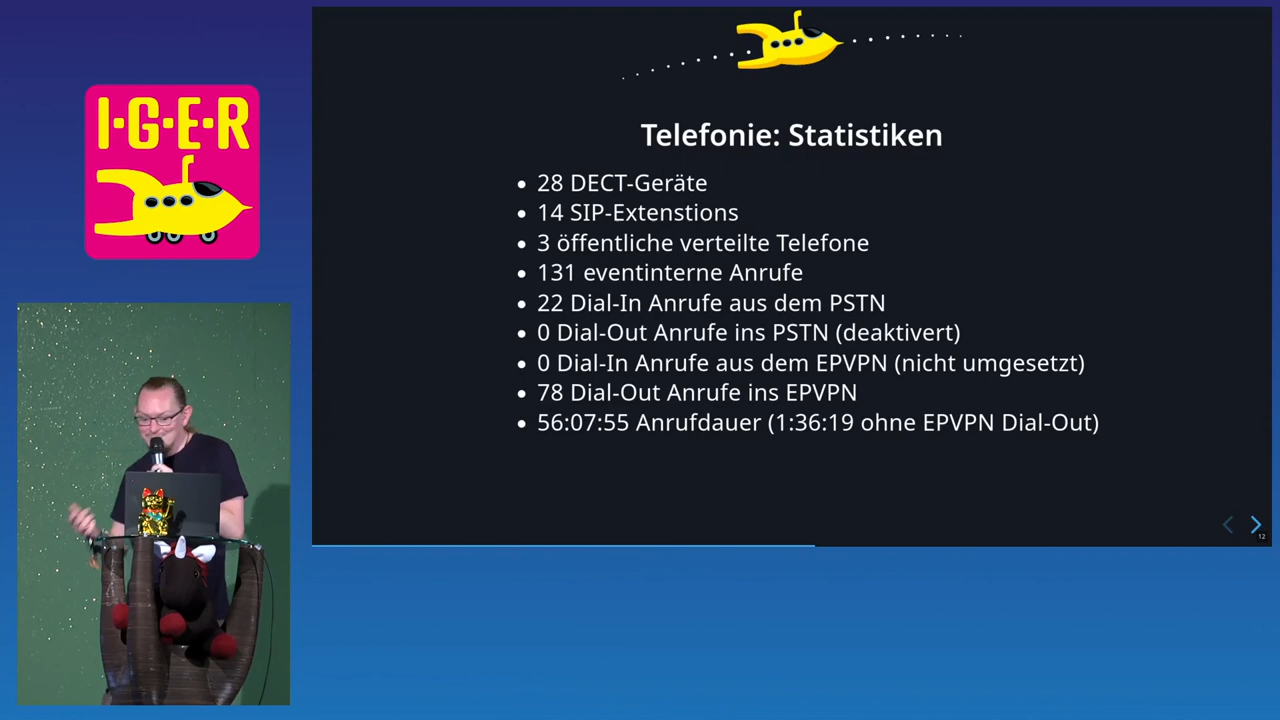 I·G·E·R
Telefonie: Statistiken
• 28 DECT-Geräte
• 14 SIP-Extenstions
• 3 öffentliche verteilte Telefone
• 131 eventinterne Anrufe
• 22 Dial-In Anrufe aus dem PSTN
• 0 Dial-Out Anrufe ins PSTN (deaktivert)
• 0 Dial-In Anrufe aus dem EPVPN (nicht umgesetzt)
• 78 Dial-Out Anrufe ins EPVPN
• 56:07:55 Anrufdauer (1:36:19 ohne EPVPN Dial-Out)
12